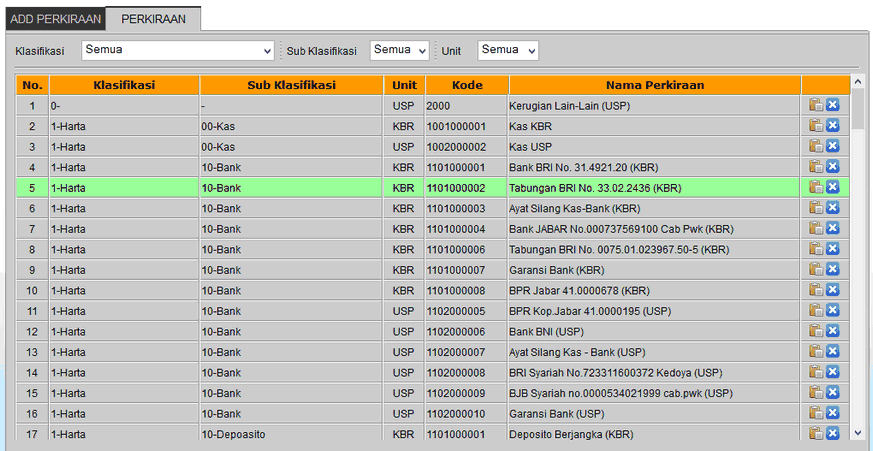 ADD PERKIRAAN PERKIRAAN
Klasifikasi Semua Sub Klasifikasi Semua Unit Semua
No. Klasifikasi Sub Klasifikasi Unit Kode Nama Perkiraan
1 0- - USP 2000 Kerugian Lain-Lain (USP)
2 1-Harta 00-Kas KBR 1001000001 Kas KBR
3 1-Harta 00-Kas USP 1002000002 Kas USP
4 1-Harta 10-Bank KBR 1101000001 Bank BRI No. 31.4921.20 (KBR)
5 1-Harta 10-Bank KBR 1101000002 Tabungan BRI No. 33.02.2436 (KBR)
6 1-Harta 10-Bank KBR 1101000003 Ayat Silang Kas-Bank (KBR)
7 1-Harta 10-Bank KBR 1101000004 Bank JABAR No.000737569100 Cab Pwk (KBR)
8 1-Harta 10-Bank KBR 1101000006 Tabungan BRI No. 0075.01.023967.50-5 (KBR)
9 1-Harta 10-Bank KBR 1101000007 Garansi Bank (KBR)
10 1-Harta 10-Bank KBR 1101000008 BPR Jabar 41.0000678 (KBR)
11 1-Harta 10-Bank USP 1102000005 BPR Kop.Jabar 41.0000195 (USP)
12 1-Harta 10-Bank USP 1102000006 Bank BNI (USP)
13 1-Harta 10-Bank USP 1102000007 Ayat Silang Kas - Bank (USP)
14 1-Harta 10-Bank USP 1102000008 BRI Syariah No.723311600372 Kedoya (USP)
15 1-Harta 10-Bank USP 1102000009 BJB Syariah no.0000534021999 cab.pwk (USP)
16 1-Harta 10-Bank USP 1102000010 Garansi Bank (USP)
17 1-Harta 10-Depoasito KBR 1101000001 Deposito Berjangka (KBR)